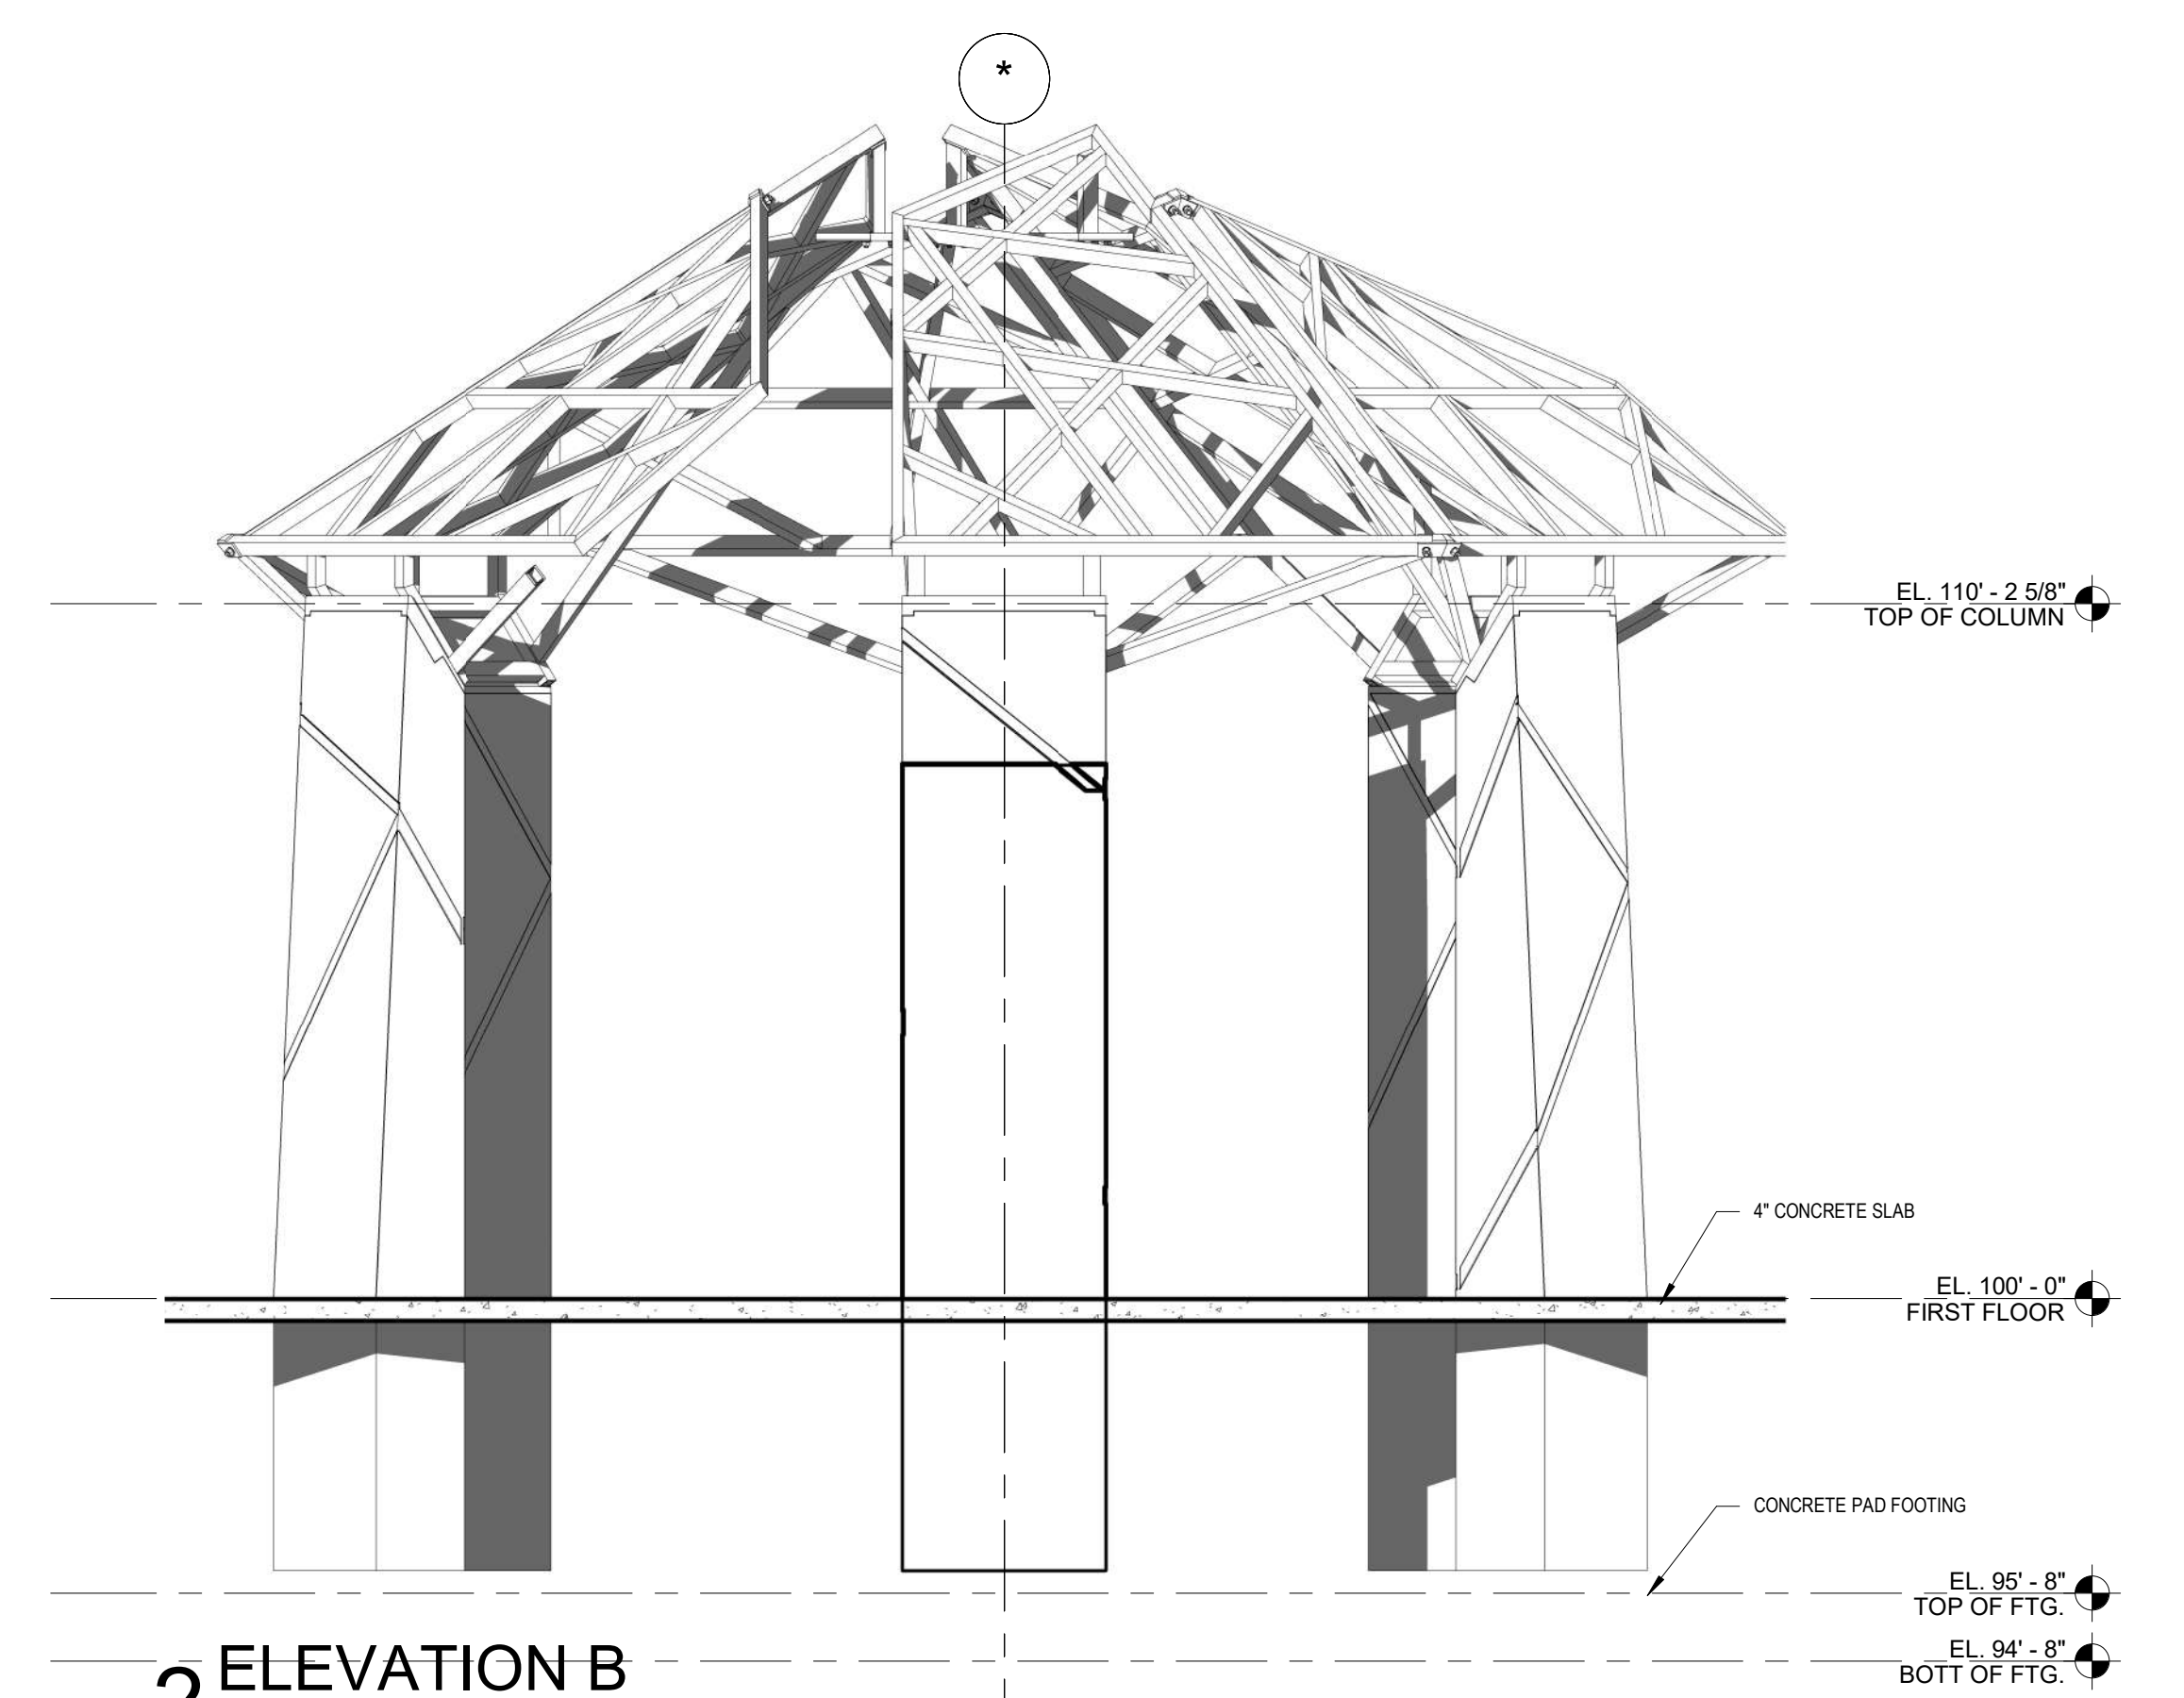 *
EL. 110' - 2 5/8"
TOP OF COLUMN
4" CONCRETE SLAB
EL. 100' - 0"
FIRST FLOOR
CONCRETE PAD FOOTING
EL. 95' - 8"
TOP OF FTG.
EL. 94' - 8"
BOTT OF FTG.
2 ELEVATION B